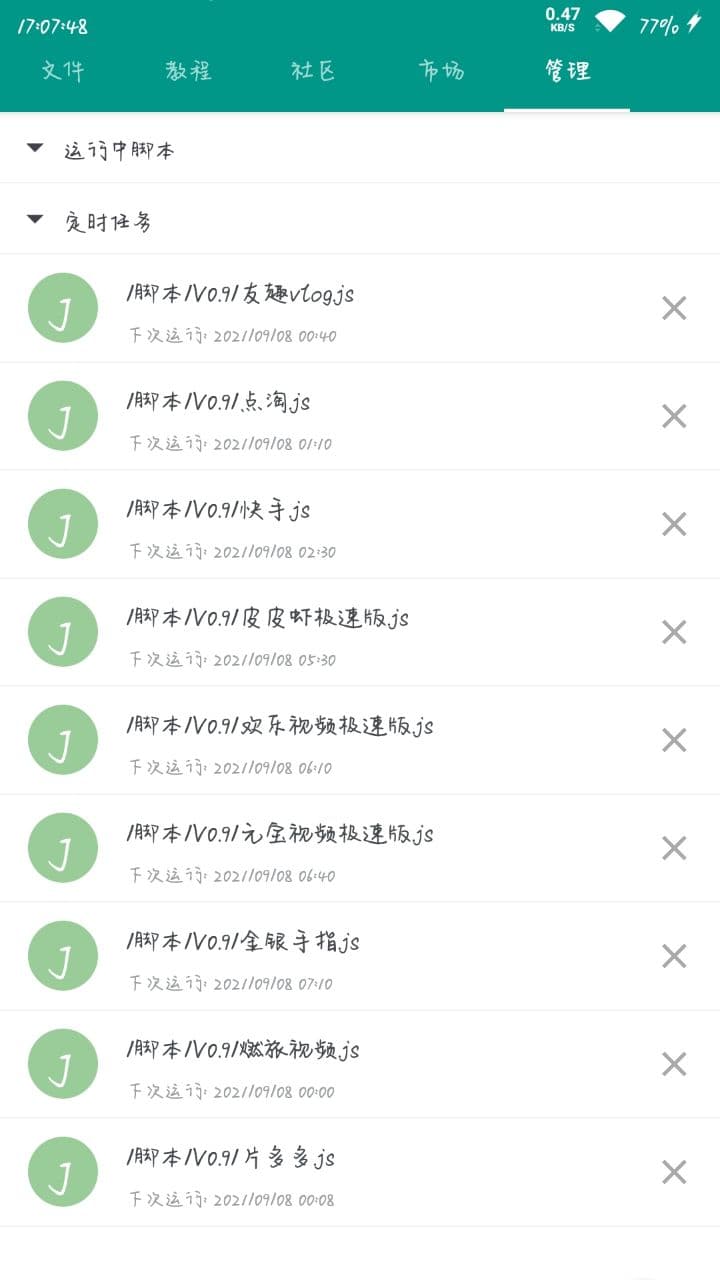 17:07:48
0.47
KB/S
77%
文件 教程 社区 市场 管理
运行中脚本
定时任务
J
/脚本/V0.9/友趣vlog.js
下次运行: 2021/09/08 00:40
J
/脚本/V0.9/点淘.js
下次运行: 2021/09/08 01:10
J
/脚本/V0.9/快手.js
下次运行: 2021/09/08 02:30
J
/脚本/V0.9/皮皮虾极速版.js
下次运行: 2021/09/08 05:30
J
/脚本/V0.9/欢乐视频极速版.js
下次运行: 2021/09/08 06:10
J
/脚本/V0.9/元宝视频极速版.js
下次运行: 2021/09/08 06:40
J
/脚本/V0.9/金银手指.js
下次运行: 2021/09/08 07:10
J
/脚本/V0.9/燃旅视频.js
下次运行: 2021/09/08 00:00
J
/脚本/V0.9/片多多.js
下次运行: 2021/09/08 00:08